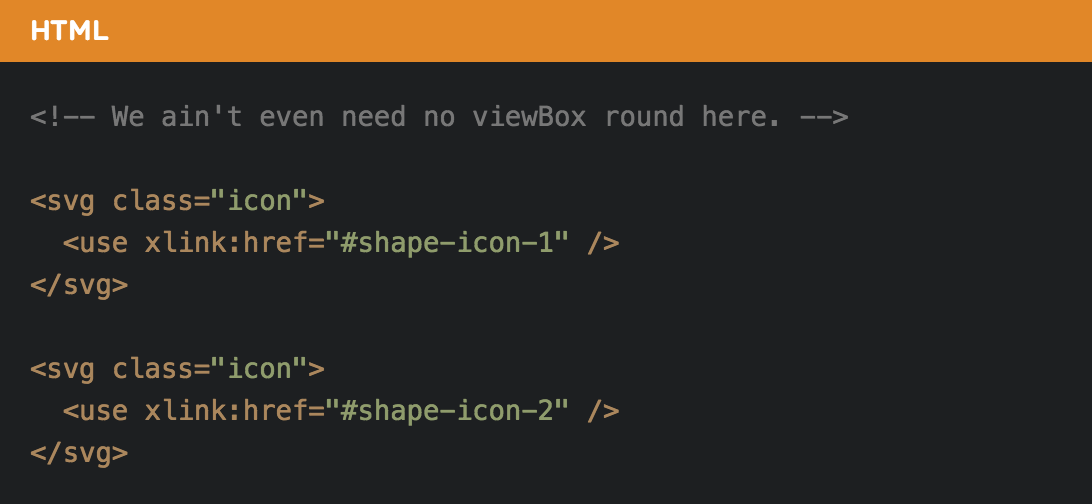 HTML
<!-- We ain't even need no viewBox round here. -->
<svg class="icon">
  <use xlink:href="#shape-icon-1" />
</svg>
<svg class="icon">
  <use xlink:href="#shape-icon-2" />
</svg>